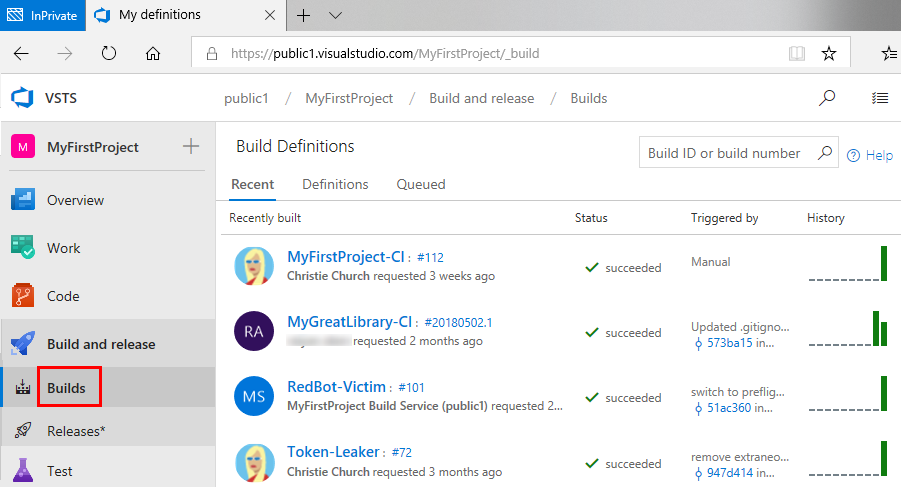 InPrivate
My definitions
https://public1.visualstudio.com/MyFirstProject/_build
VSTS
public1 / MyFirstProject / Build and release / Builds
M MyFirstProject
Overview
Work
Code
Build and release
Builds
Releases*
Test
Build Definitions
Build ID or build number
Help
Recent Definitions Queued
Recently built Status Triggered by History
MyFirstProject-CI : #112
Christie Church requested 3 weeks ago
succeeded
Manual
RA
MyGreatLibrary-CI : #20180502.1
requested 2 months ago
succeeded
Updated .gitigno...
573ba15 in...
MS
RedBot-Victim : #101
MyFirstProject Build Service (public1) requested 2...
succeeded
switch to preflig...
51ac360 in...
Token-Leaker : #72
Christie Church requested 3 months ago
succeeded
remove extraneo...
947d414 in...